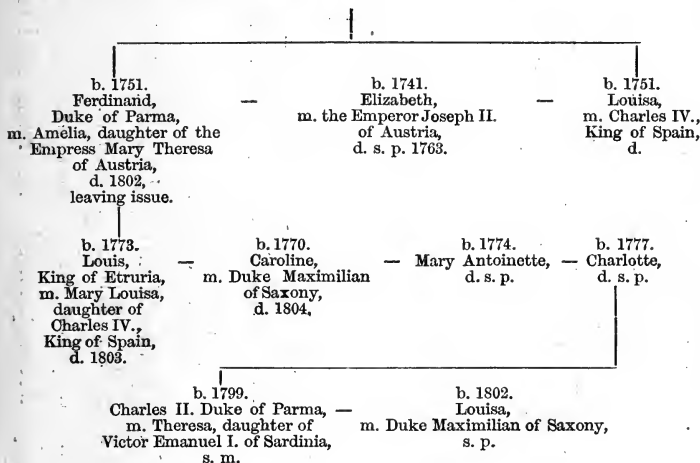 b. 1751.
Ferdinand,
Duke of Parma,
m. Amelia, daughter of the
Empress Mary Theresa
of Austria,
d. 1802,
leaving issue.
—
b. 1741.
Elizabeth,
m. the Emperor Joseph II.
of Austria,
d. s. p. 1763.
—
b. 1751.
Louisa,
m. Charles IV.,
King of Spain,
d.
b. 1773.
Louis,
King of Etruria,
m. Mary Louisa,
daughter of
Charles IV.,
King of Spain,
d. 1803.
—
b. 1770.
Caroline,
m. Duke Maximilian
of Saxony,
d. 1804.
—
b. 1774.
Mary Antoinette,
d. s. p.
—
b. 1777.
Charlotte,
d. s. p.
b. 1799.
Charles II. Duke of Parma,
m. Theresa, daughter of
Victor Emanuel I. of Sardinia,
s. m.
—
b. 1802.
Louisa,
m. Duke Maximilian of Saxony,
s. p.